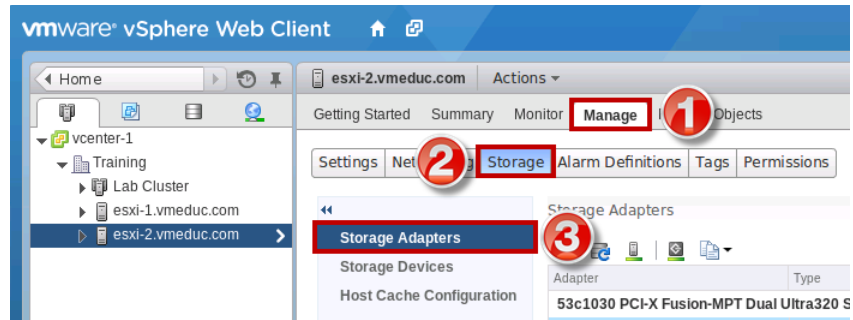 vmware® vSphere Web Client
Home
esxi-2.vmeduc.com Actions
Getting Started Summary Monitor Manage 1 Objects
vcenter-1
Training
Lab Cluster
esxi-1.vmeduc.com
esxi-2.vmeduc.com
Settings 2 Storage Alarm Definitions Tags Permissions
Storage Adapters
Storage Devices
Host Cache Configuration
Storage Adapters
3
Adapter Type
53c1030 PCI-X Fusion-MPT Dual Ultra320